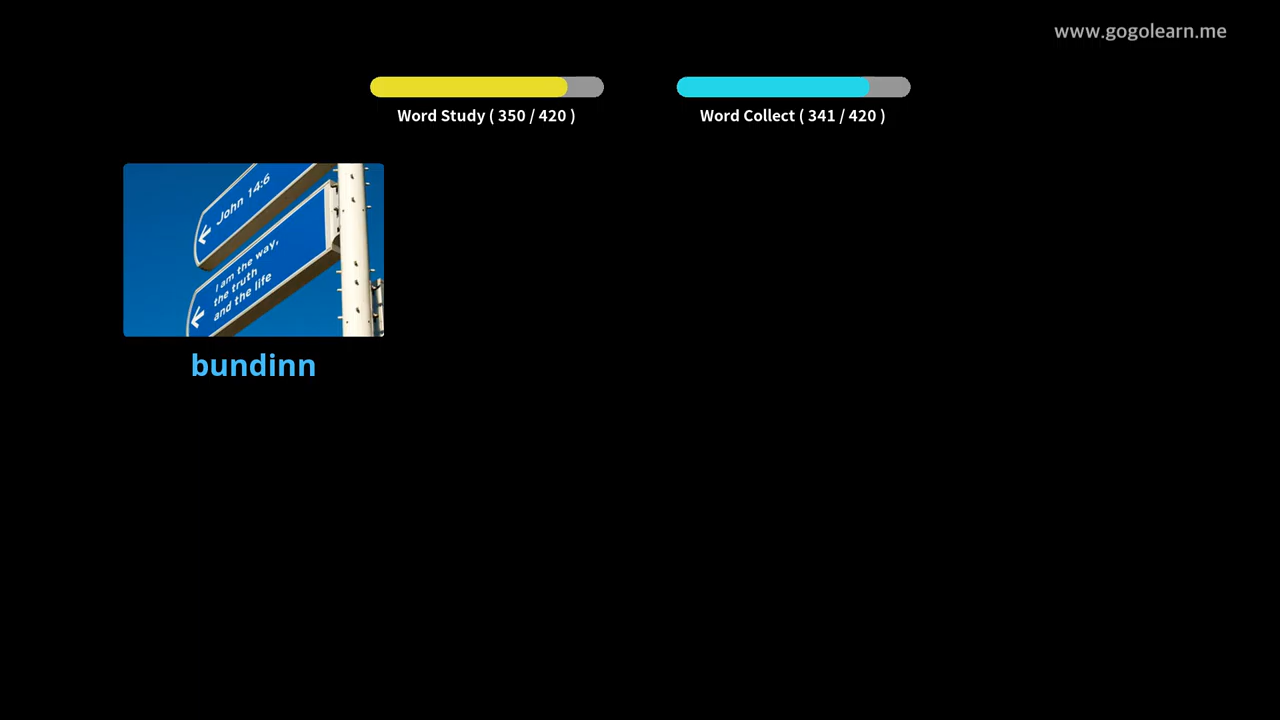 www.gogolearn.me
Word Study ( 350 / 420 )
Word Collect ( 341 / 420 )
John 14:6
I am the way,
the truth
and the life
bundinn